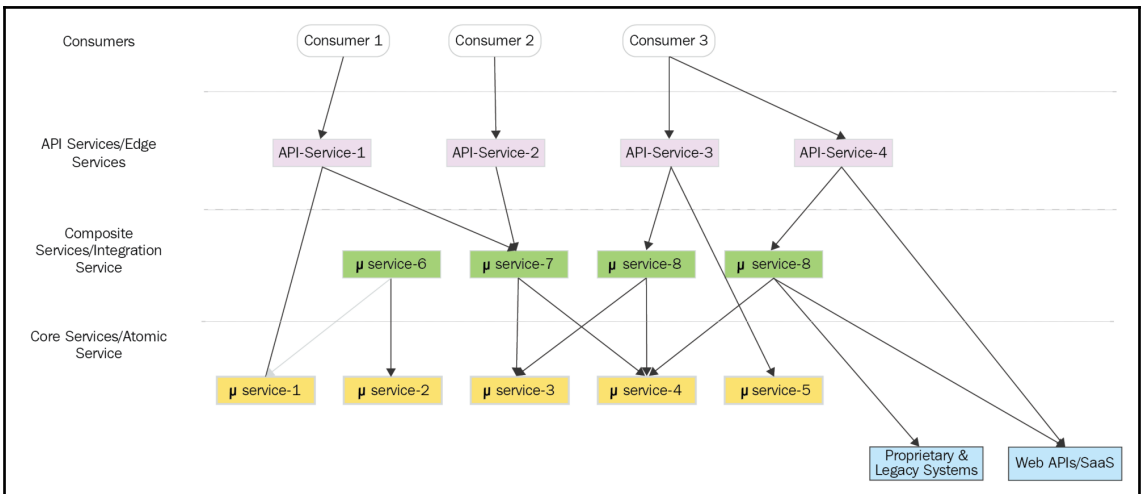 Consumers
Consumer 1
Consumer 2
Consumer 3
API Services/Edge
Services
API-Service-1
API-Service-2
API-Service-3
API-Service-4
Composite
Services/Integration
Service
µ service-6
µ service-7
µ service-8
µ service-8
Core Services/Atomic
Service
µ service-1
µ service-2
µ service-3
µ service-4
µ service-5
Proprietary &
Legacy Systems
Web APIs/SaaS